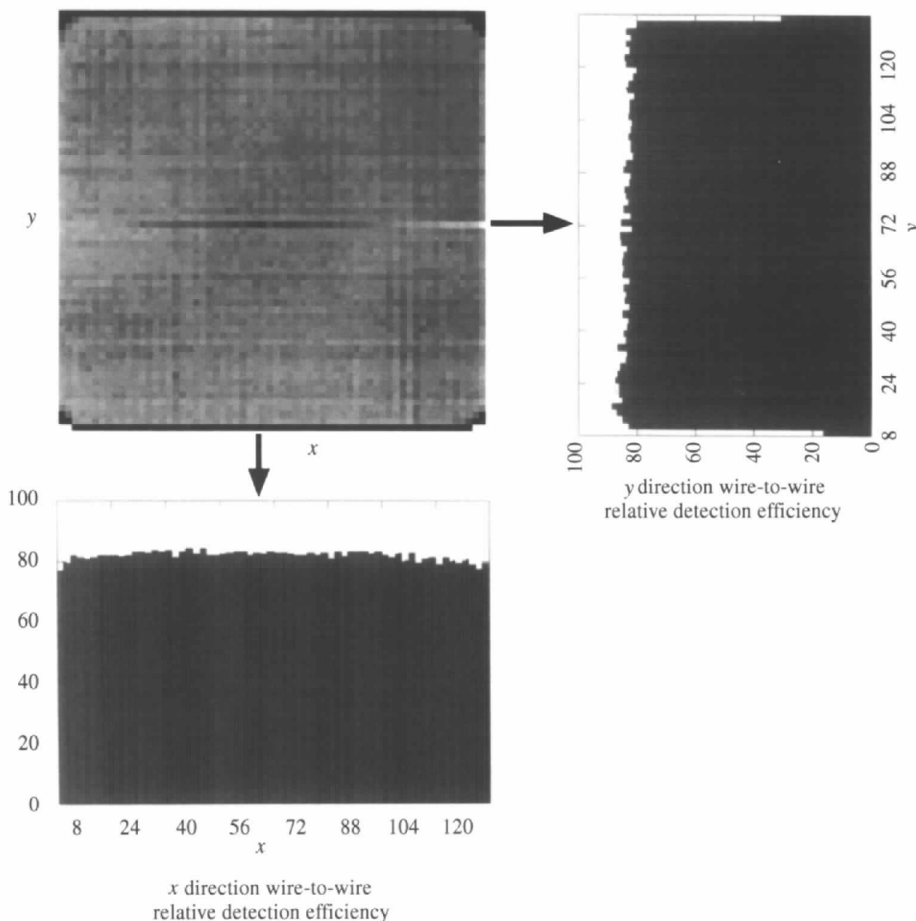 y
x
120
104
88
72
56
40
24
8
y
100
80
60
40
20
0
y direction wire-to-wire
relative detection efficiency
100
80
60
40
20
0
8 24 40 56 72 88 104 120
x
x direction wire-to-wire
relative detection efficiency